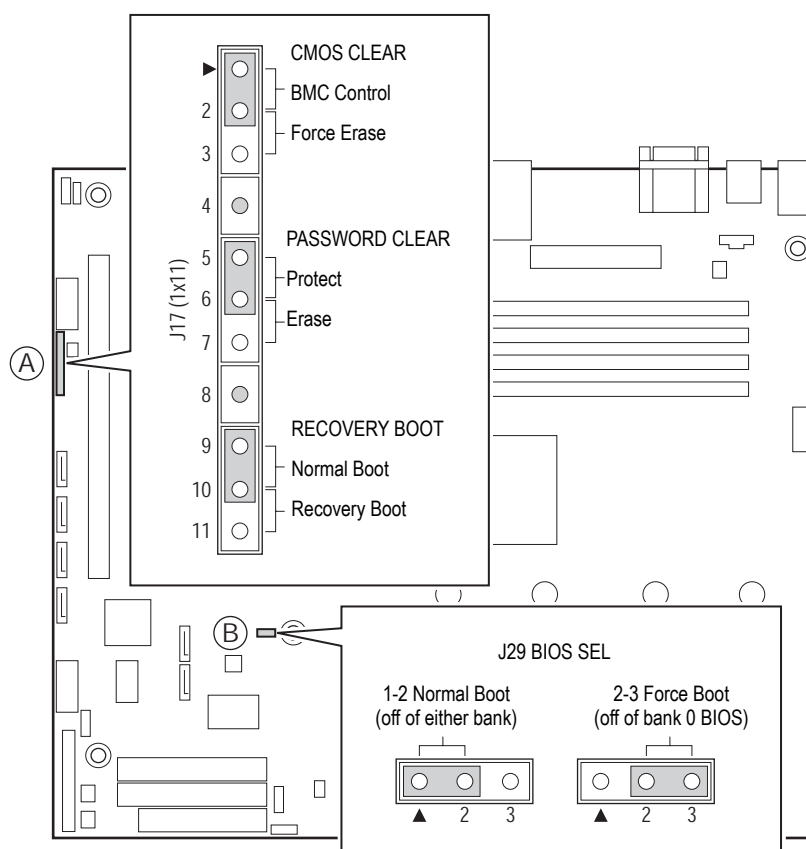 CMOS CLEAR
BMC Control
2
Force Erase
3
4
PASSWORD CLEAR
5
Protect
6
Erase
7
J17 (1x11)
8
RECOVERY BOOT
9
Normal Boot
10
Recovery Boot
11
A
B
J29 BIOS SEL
1-2 Normal Boot
(off of either bank)
2 3
2-3 Force Boot
(off of bank 0 BIOS)
2 3